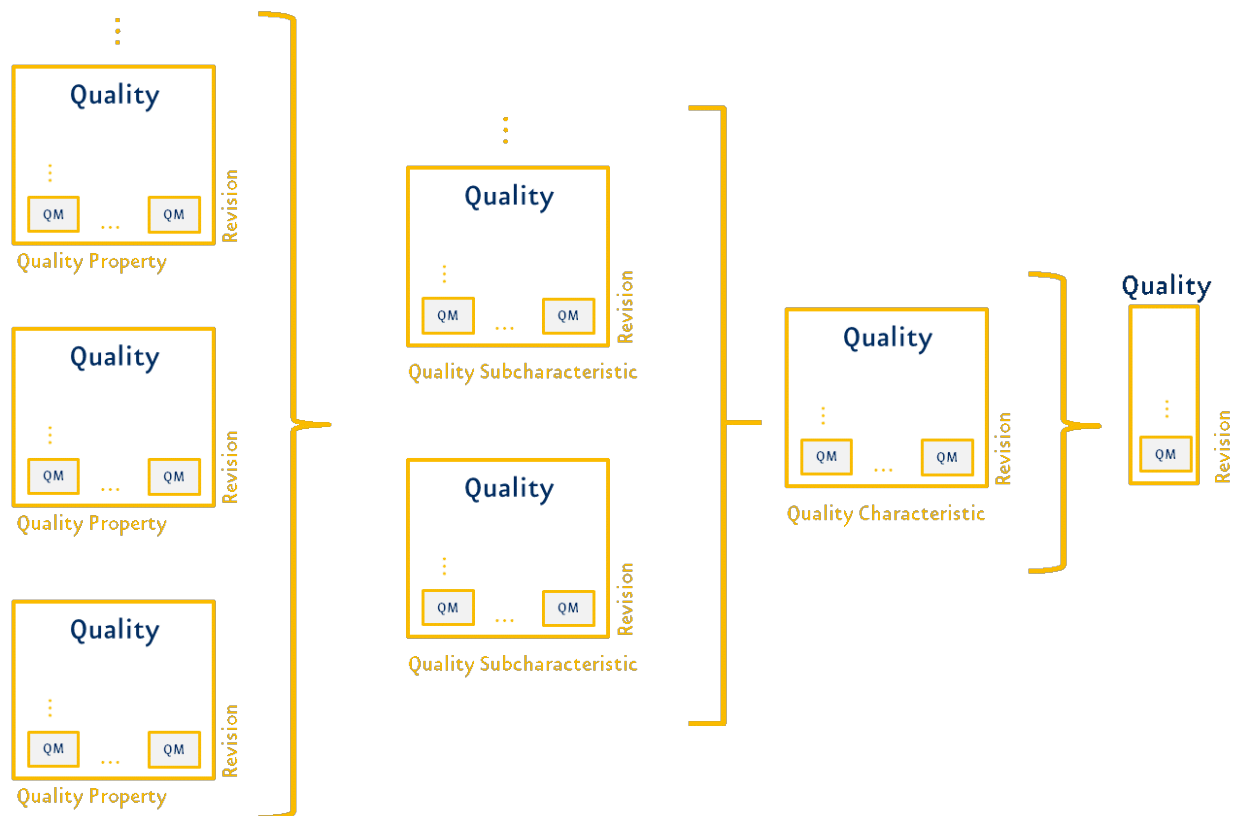 Quality
QM
...
QM
Revision
Quality Property
Quality
QM
...
QM
Revision
Quality Property
Quality
QM
...
QM
Revision
Quality Property
Quality
QM
...
QM
Revision
Quality Subcharacteristic
Quality
QM
...
QM
Revision
Quality Subcharacteristic
Quality
QM
...
QM
Revision
Quality Characteristic
Quality
QM
Revision